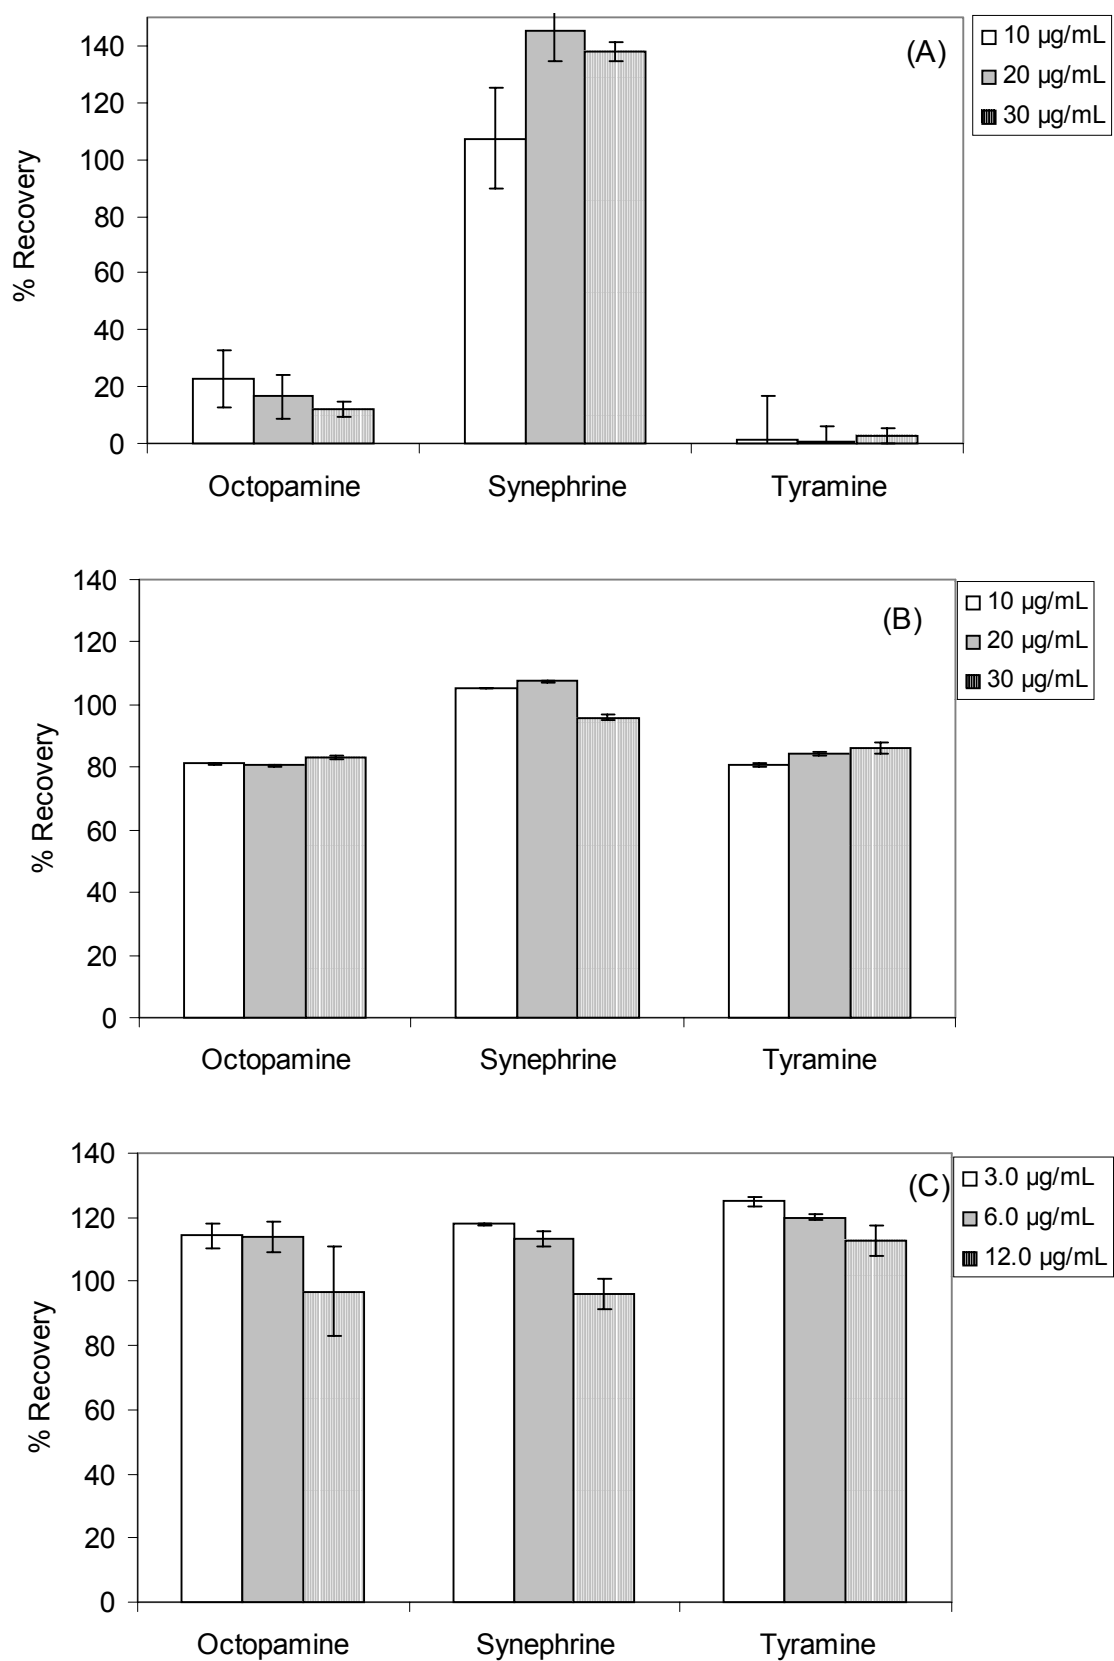 (A)
10 µg/mL
20 µg/mL
30 µg/mL
% Recovery
140
120
100
80
60
40
20
0
Octopamine Synephrine Tyramine
(B)
10 µg/mL
20 µg/mL
30 µg/mL
% Recovery
140
120
100
80
60
40
20
0
Octopamine Synephrine Tyramine
(C)
3.0 µg/mL
6.0 µg/mL
12.0 µg/mL
% Recovery
140
120
100
80
60
40
20
0
Octopamine Synephrine Tyramine